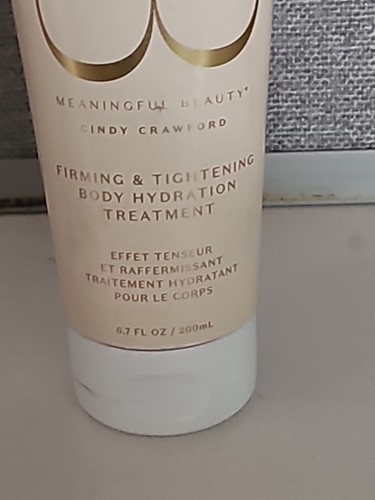 MEANINGFUL BEAUTY®
CINDY CRAWFORD
FIRMING & TIGHTENING
BODY HYDRATION
TREATMENT
EFFET TENSEUR
ET RAFFERMISSANT
TRAITEMENT HYDRATANT
POUR LE CORPS
6.7 FL OZ / 200mL